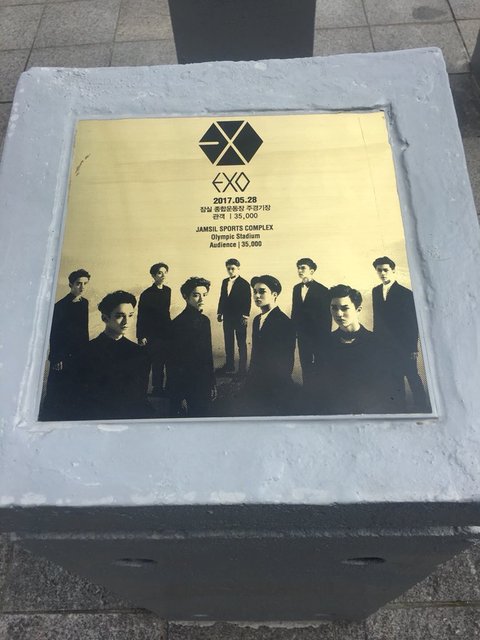 EXO
2017.05.28
잠실 종합운동장 주경기장
관객 | 35,000
JAMSIL SPORTS COMPLEX
Olympic Stadium
Audience | 35,000